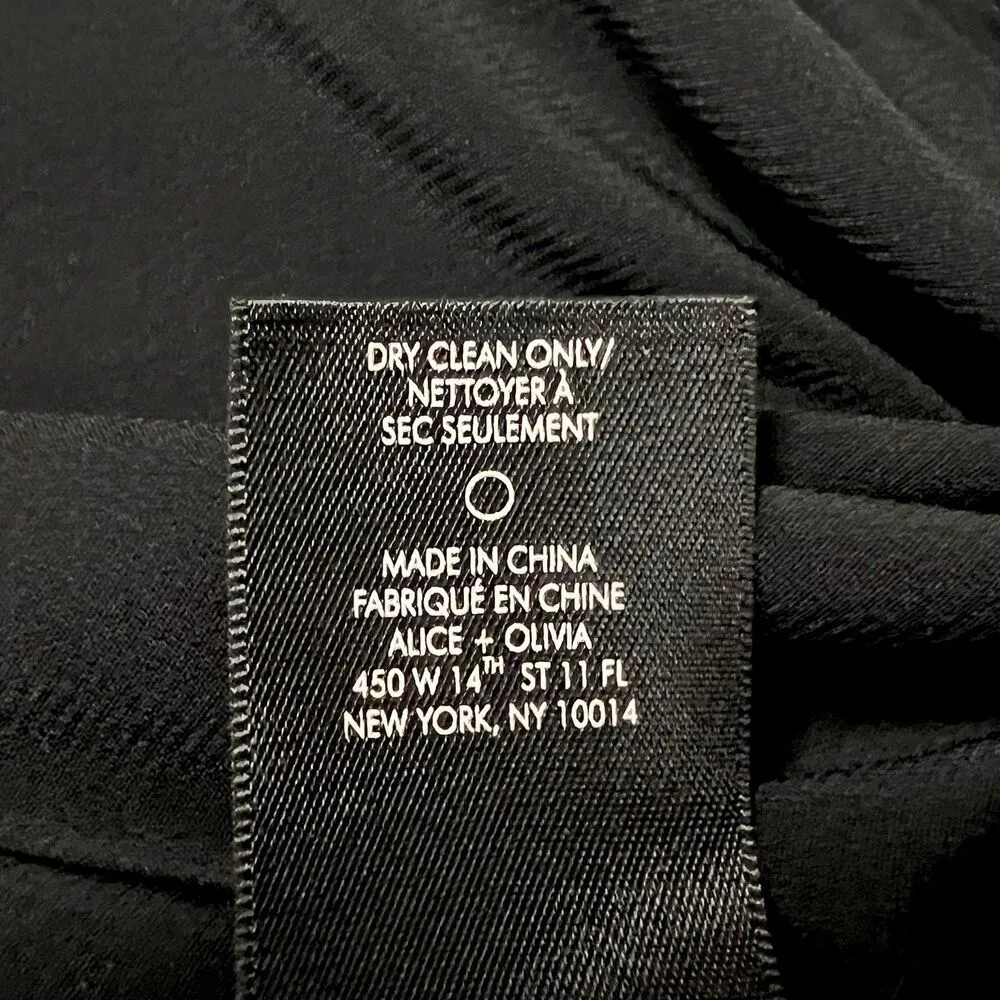 DRY CLEAN ONLY/
NETTOYER À
SEC SEULEMENT
MADE IN CHINA
FABRIQUÉ EN CHINE
ALICE + OLIVIA
450 W 14TH ST 11 FL
NEW YORK, NY 10014